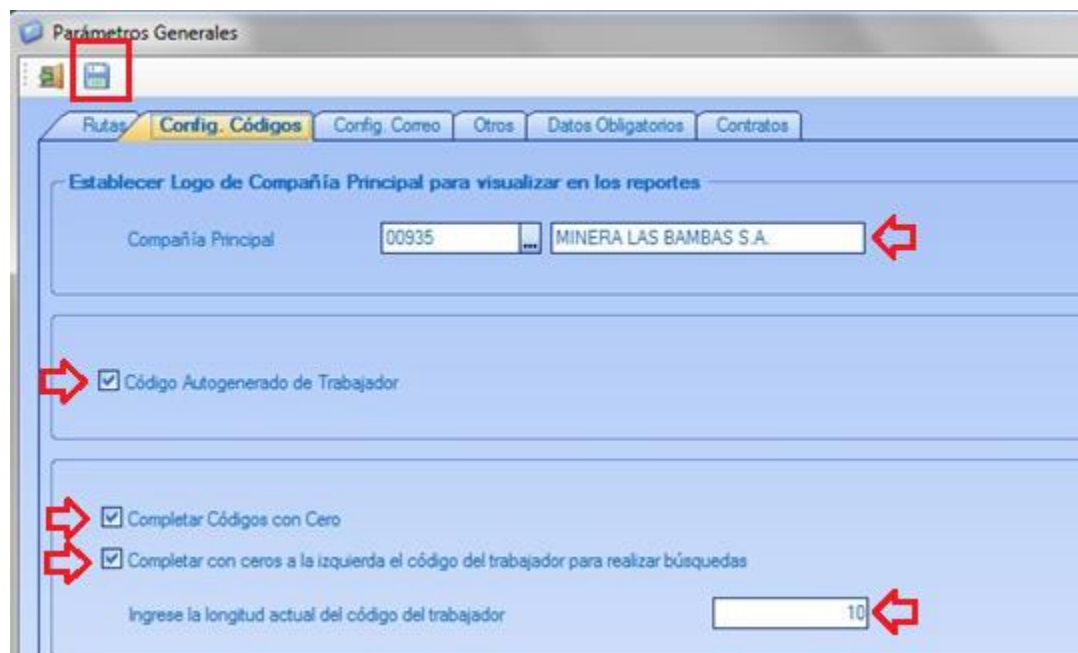 Parámetros Generales
Rutas Config. Códigos Config. Correo Otros Datos Obligatorios Contratos
Establecer Logo de Compañía Principal para visualizar en los reportes
Compañía Principal 00935 ... MINERA LAS BAMBAS S.A.
Código Autogenerado de Trabajador
Completar Códigos con Cero
Completar con ceros a la izquierda el código del trabajador para realizar búsquedas
Ingrese la longitud actual del código del trabajador 10